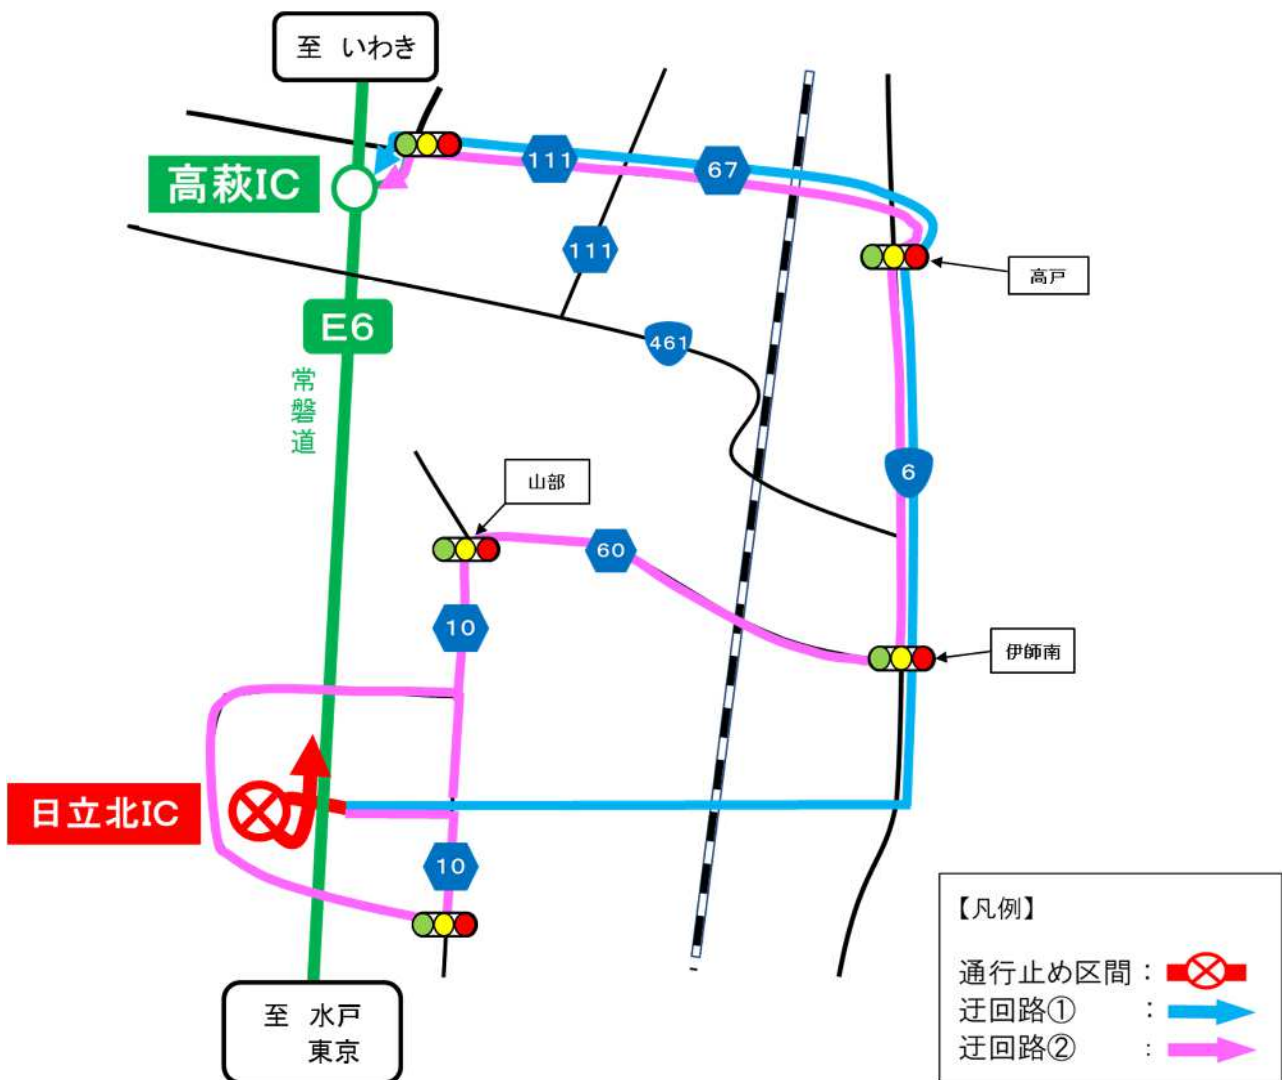 至 いわき
高萩IC
111
67
111
高戸
E6
461
常磐道
6
山部
60
10
伊師南
日立北IC
10
【凡例】
通行止め区間：
迂回路①：
迂回路②：
至 水戸
東京